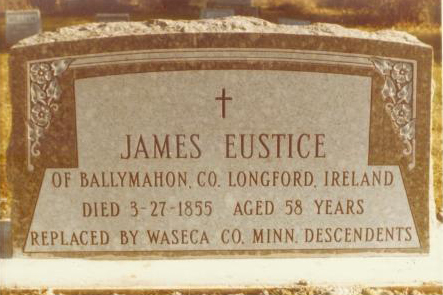 JAMES EUSTICE
OF BALLYMAHON, CO. LONGFORD, IRELAND
DIED 3-27-1855 AGED 58 YEARS
REPLACED BY WASECA CO. MINN. DESCENDENTS